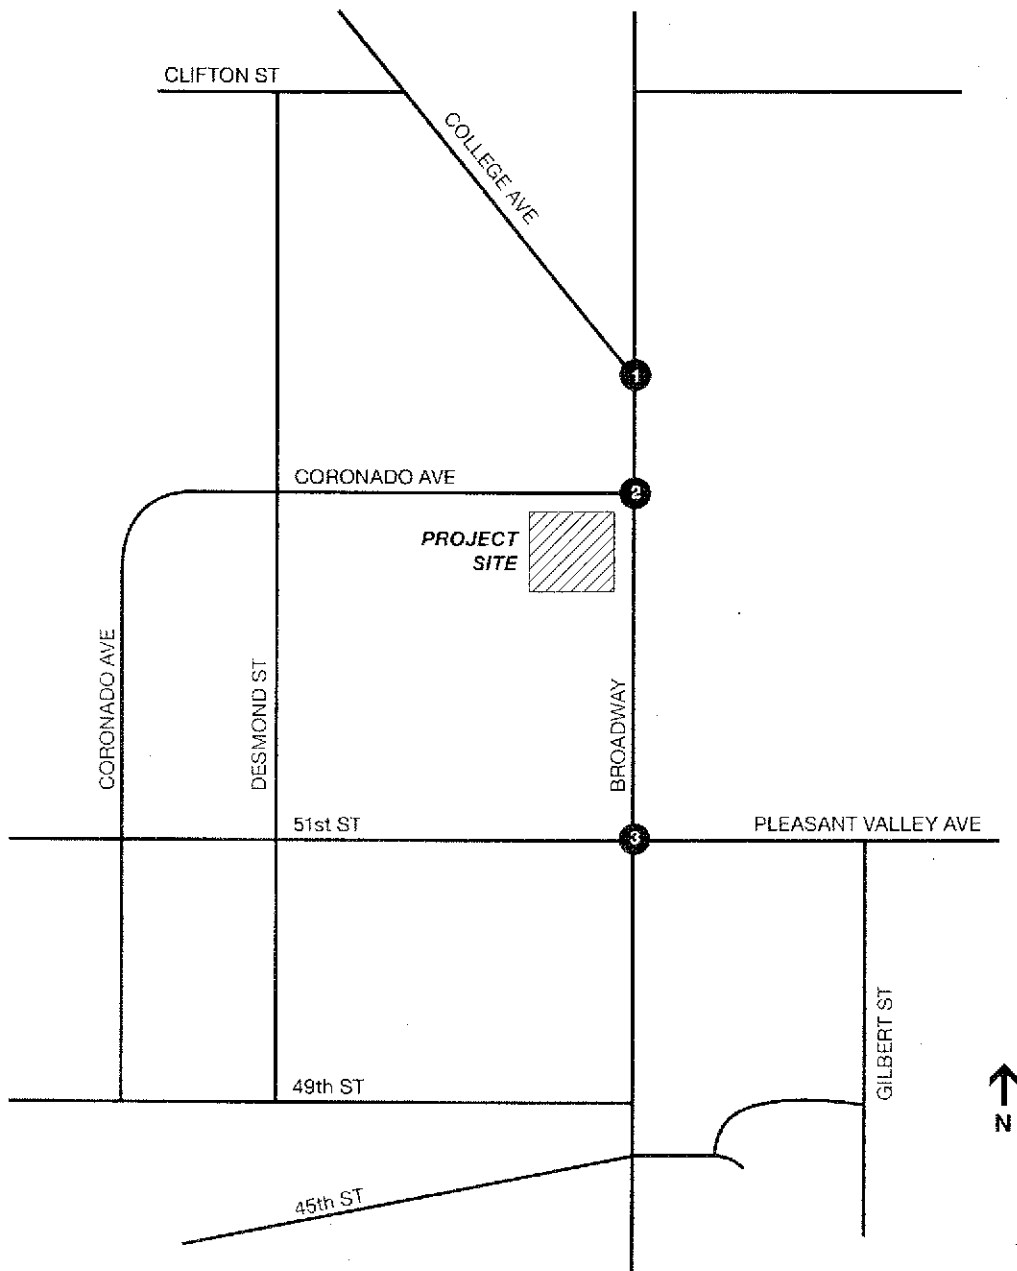 CLIFTON ST
COLLEGE AVE
1
CORONADO AVE
2
PROJECT
SITE
CORONADO AVE
DESMOND ST
BROADWAY
51st ST
3
PLEASANT VALLEY AVE
GILBERT ST
49th ST
N
45th ST